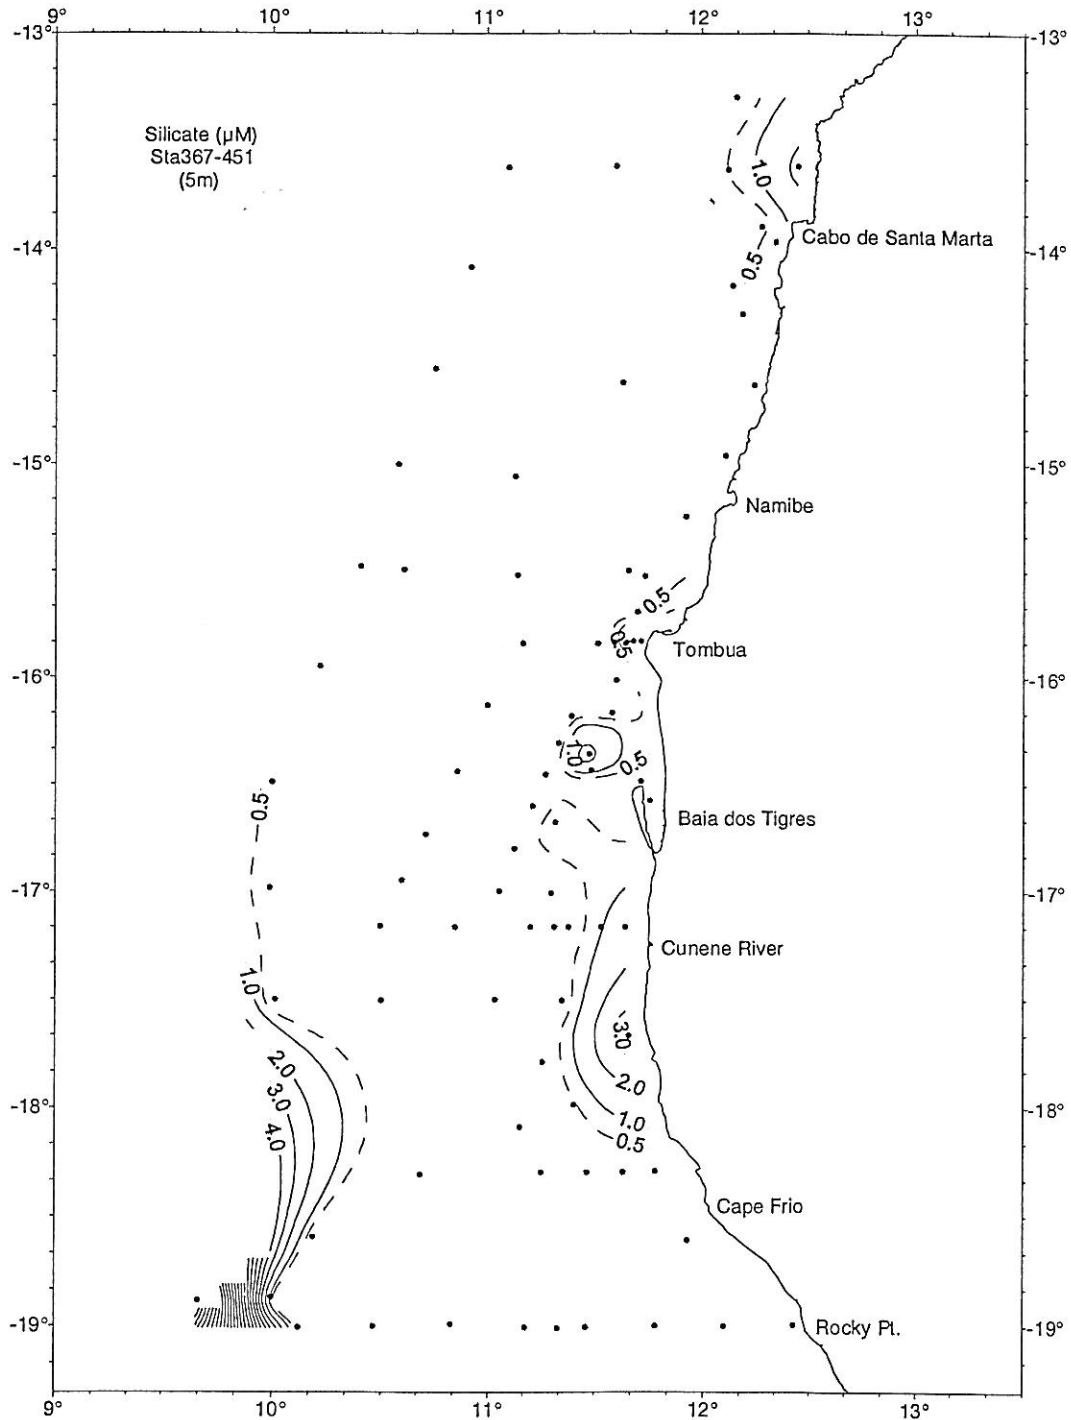 9° 10° 11° 12° 13°
-13° -13°
Silicate (µM)
Sta367-451
(5m)
1.0
Cabo de Santa Marta
-14° -14°
0.5
-15° -15°
Namibe
0.5
0.5
Tombua
-16° -16°
1.0
0.5
0.5
Baia dos Tigres
-17° -17°
Cunene River
1.0
3.0
2.0
2.0
3.0
-18° -18°
1.0
4.0
0.5
Cape Frio
-19° -19°
Rocky Pt.
9° 10° 11° 12° 13°